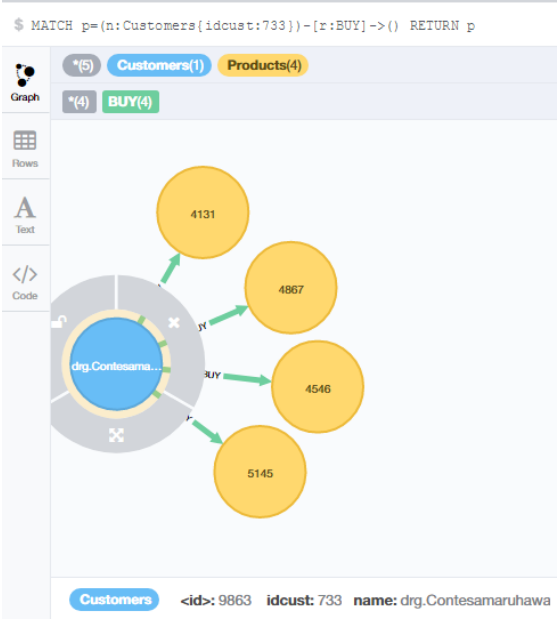 $ MATCH p=(n:Customers{idcust:733})-[r:BUY]->() RETURN p
*(5) Customers(1) Products(4)
*(4) BUY(4)
Graph
Rows
Text
Code
4131
4867
BUY
4546
drg.Contesama...
5145
Customers <id>: 9863 idcust: 733 name: drg.Contesamaruhawa